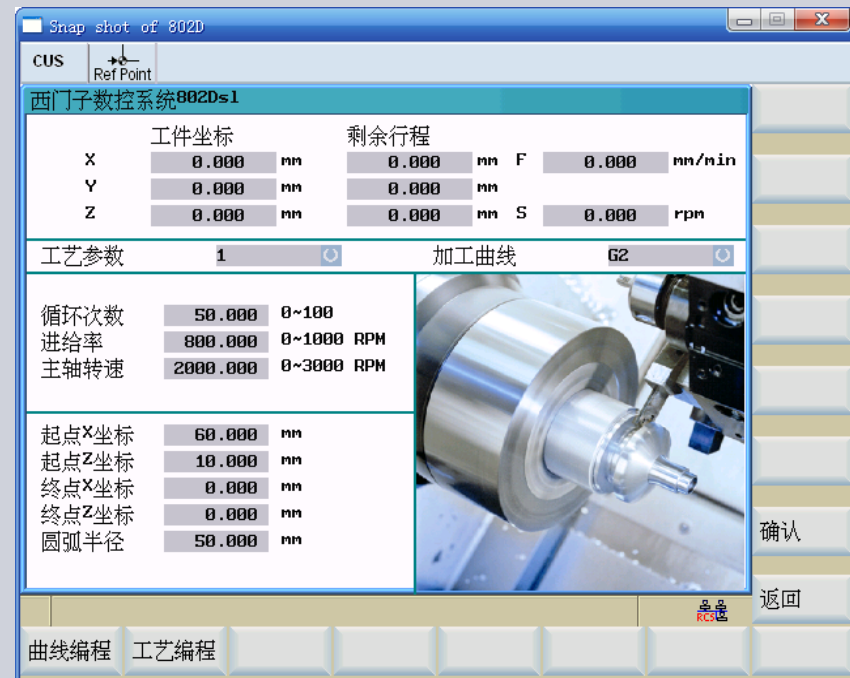 Snap shot of 802D
CUS
Ref Point
西门子数控系统802Dsl
工件坐标 剩余行程
X 0.000 mm 0.000 mm F 0.000 mm/min
Y 0.000 mm 0.000 mm
Z 0.000 mm 0.000 mm S 0.000 rpm
工艺参数 1 加工曲线 G2
循环次数 50.000 0~100
进给率 800.000 0~1000 RPM
主轴转速 2000.000 0~3000 RPM
起点X坐标 60.000 mm
起点Z坐标 10.000 mm
终点X坐标 0.000 mm
终点Z坐标 0.000 mm
圆弧半径 50.000 mm
确认
返回
RCS
曲线编程 工艺编程